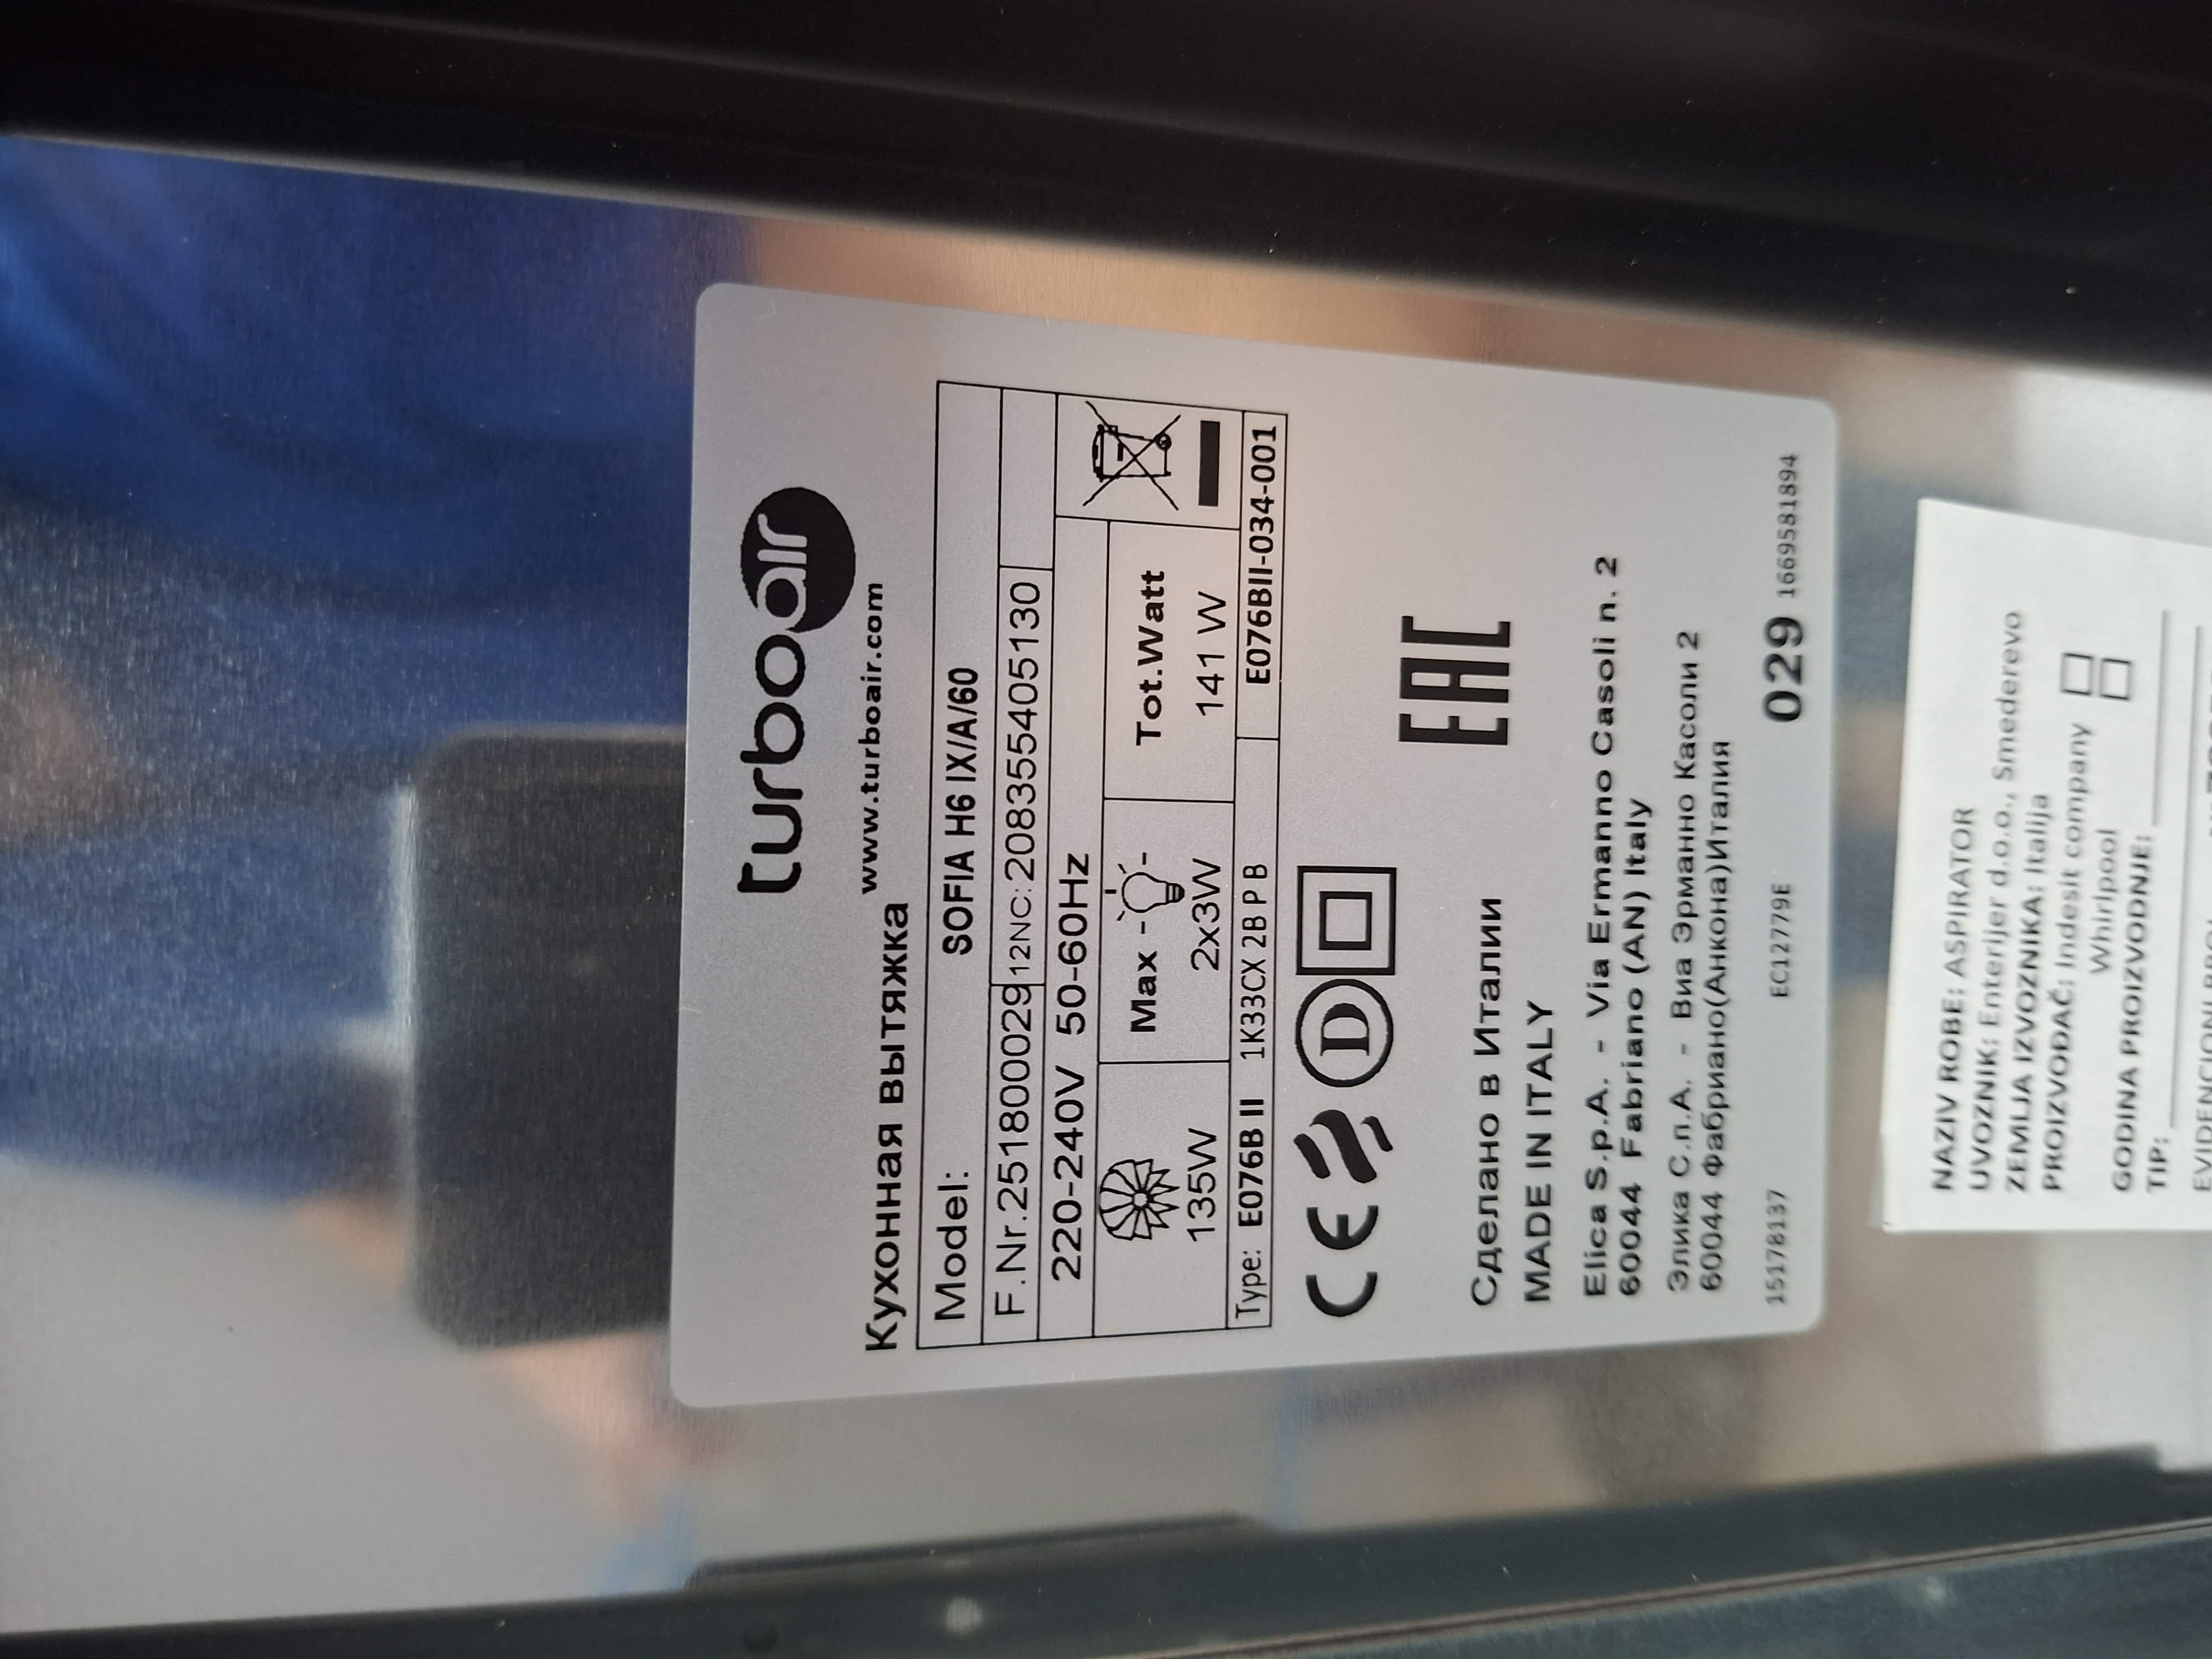 turboair
www.turboair.com
Кухонная вытяжка
Model: SOFIA H6 IX/A/60
F.Nr.251800029 12NC: 208355405130
220-240V 50-60Hz
Max Tot.Watt
135W 2x3W 141 W
Type: E076B II 1K33CX 2B P B E076BII-034-001
CE D EAC
Сделано в Италии
MADE IN ITALY
Elica S.p.A. - Via Ermanno Casoli n. 2
60044 Fabriano (AN) Italy
Элика С.п.А. - Виа Эрманно Касоли 2
60044 Фабриано(Анкона)Италия
15178137 EC12779E 029 1669581894
NAZIV ROBE: ASPIRATOR
UVOZNIK: Enterijer d.o.o., Smederevo
ZEMLJA IZVOZNIKA: Italija
PROIZVOĐAČ: Indesit company
Whirlpool
GODINA PROIZVODNJE:
TIP: